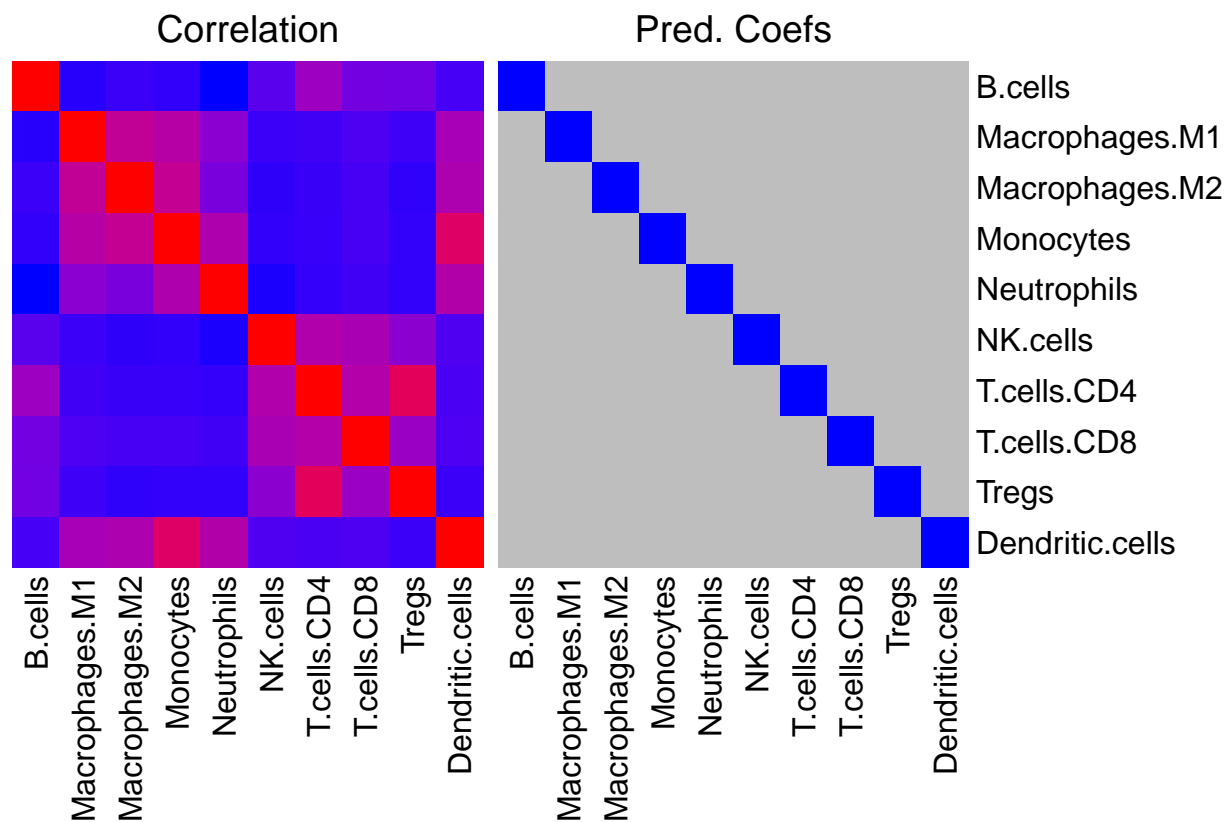 Correlation
Pred. Coefs
B.cells
Macrophages.M1
Macrophages.M2
Monocytes
Neutrophils
NK.cells
T.cells.CD4
T.cells.CD8
Tregs
Dendritic.cells
B.cells
Macrophages.M1
Macrophages.M2
Monocytes
Neutrophils
NK.cells
T.cells.CD4
T.cells.CD8
Tregs
Dendritic.cells
B.cells
Macrophages.M1
Macrophages.M2
Monocytes
Neutrophils
NK.cells
T.cells.CD4
T.cells.CD8
Tregs
Dendritic.cells